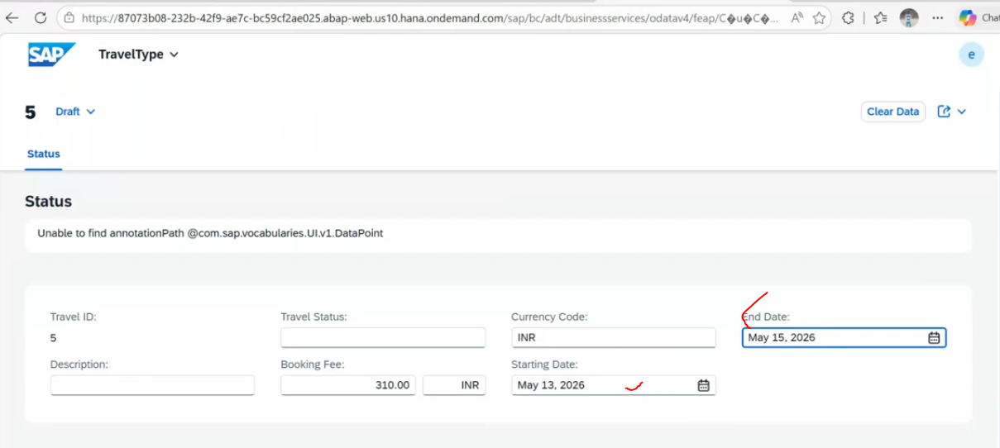 https://87073b08-232b-42f9-ae7c-bc59cf2ae025.abap-web.us10.hana.ondemand.com/sap/bc/adt/businessservices/odatav4/feap/C�u�C�... A Chat
SAP TravelType e
5 Draft Clear Data
Status
Status
Unable to find annotationPath @com.sap.vocabularies.UI.v1.DataPoint
Travel ID: Travel Status: Currency Code: End Date:
5 INR May 15, 2026
Description: Booking Fee: Starting Date:
310.00 INR May 13, 2026